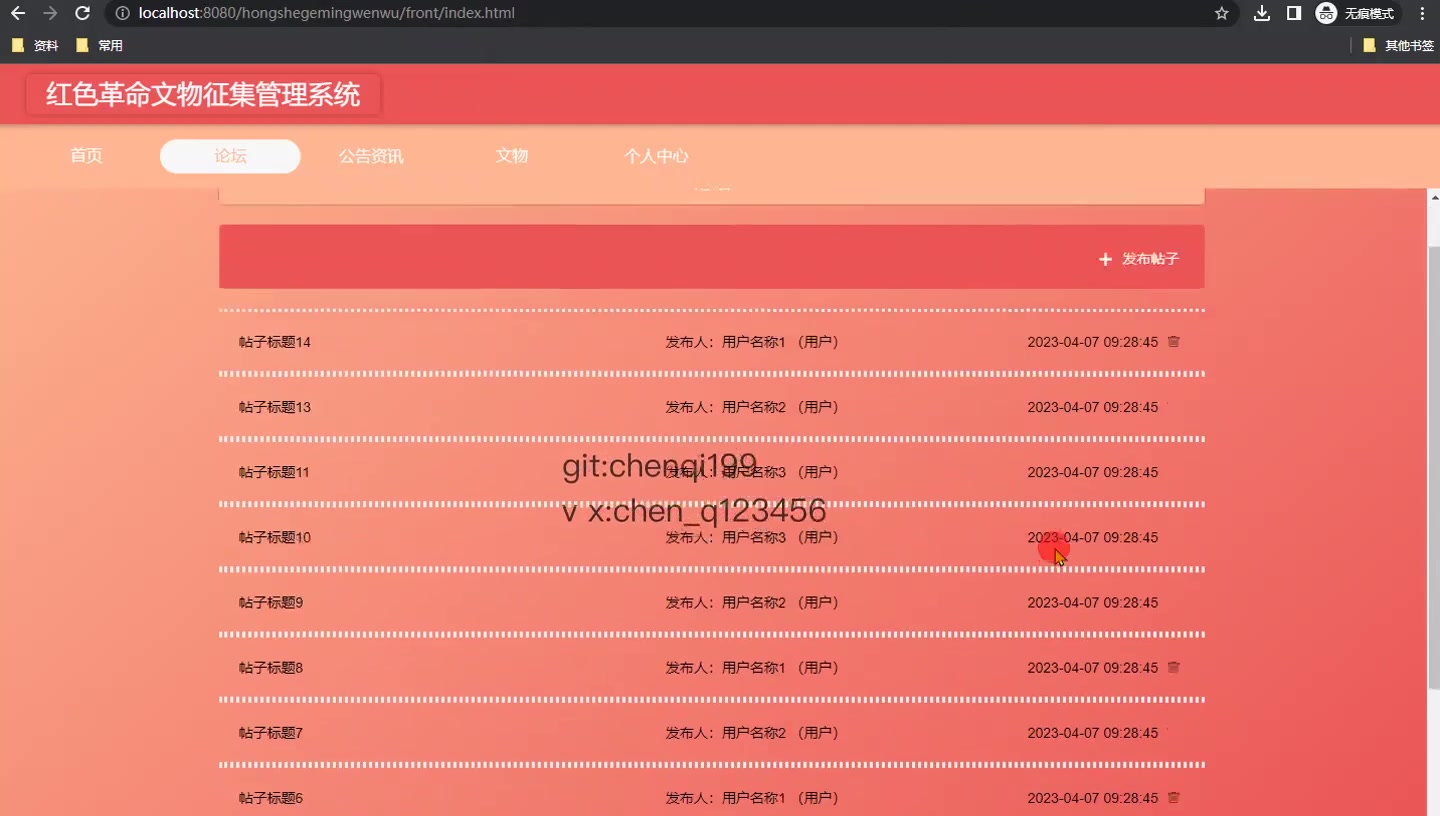 localhost:8080/hongshegemingwenwu/front/index.html
无痕模式
资料 常用 其他书签
红色革命文物征集管理系统
首页 论坛 公告资讯 文物 个人中心
+ 发布帖子
帖子标题14 发布人：用户名称1 （用户） 2023-04-07 09:28:45
帖子标题13 发布人：用户名称2 （用户） 2023-04-07 09:28:45
git:chenqi199
帖子标题11 发布人：用户名称3 （用户） 2023-04-07 09:28:45
v x:chen_q123456
帖子标题10 发布人：用户名称3 （用户） 2023-04-07 09:28:45
帖子标题9 发布人：用户名称2 （用户） 2023-04-07 09:28:45
帖子标题8 发布人：用户名称1 （用户） 2023-04-07 09:28:45
帖子标题7 发布人：用户名称2 （用户） 2023-04-07 09:28:45
帖子标题6 发布人：用户名称1 （用户） 2023-04-07 09:28:45